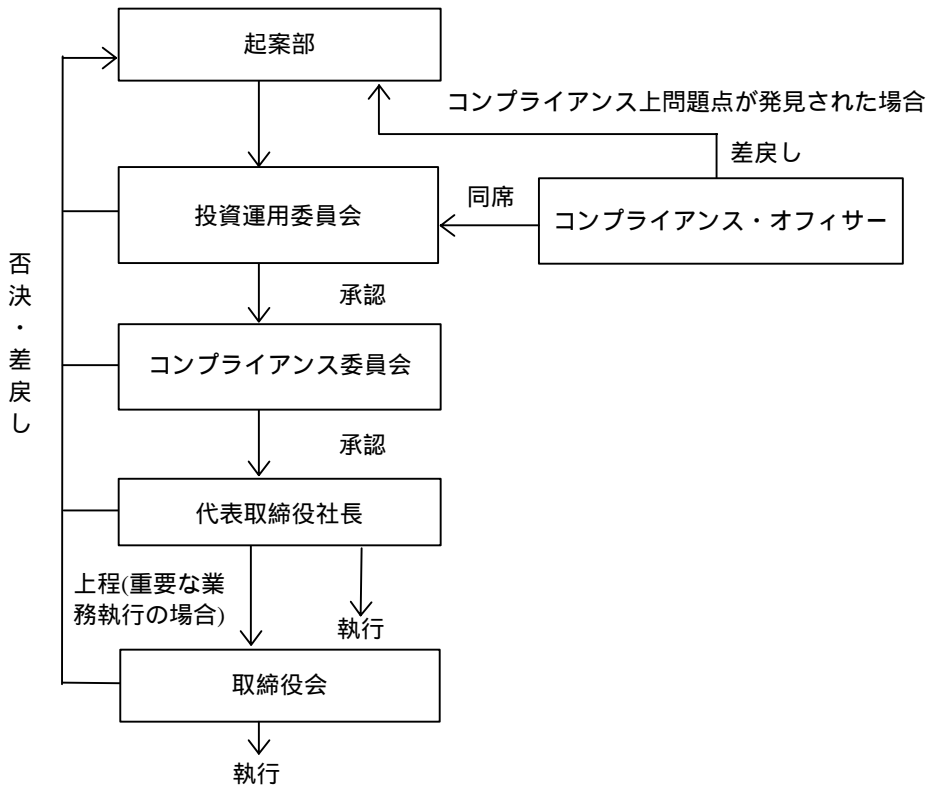 起案部
コンプライアンス上問題点が発見された場合
差戻し
投資運用委員会
同席
コンプライアンス・オフィサー
否決・差戻し
承認
コンプライアンス委員会
承認
代表取締役社長
上程(重要な業
務執行の場合)
執行
取締役会
執行